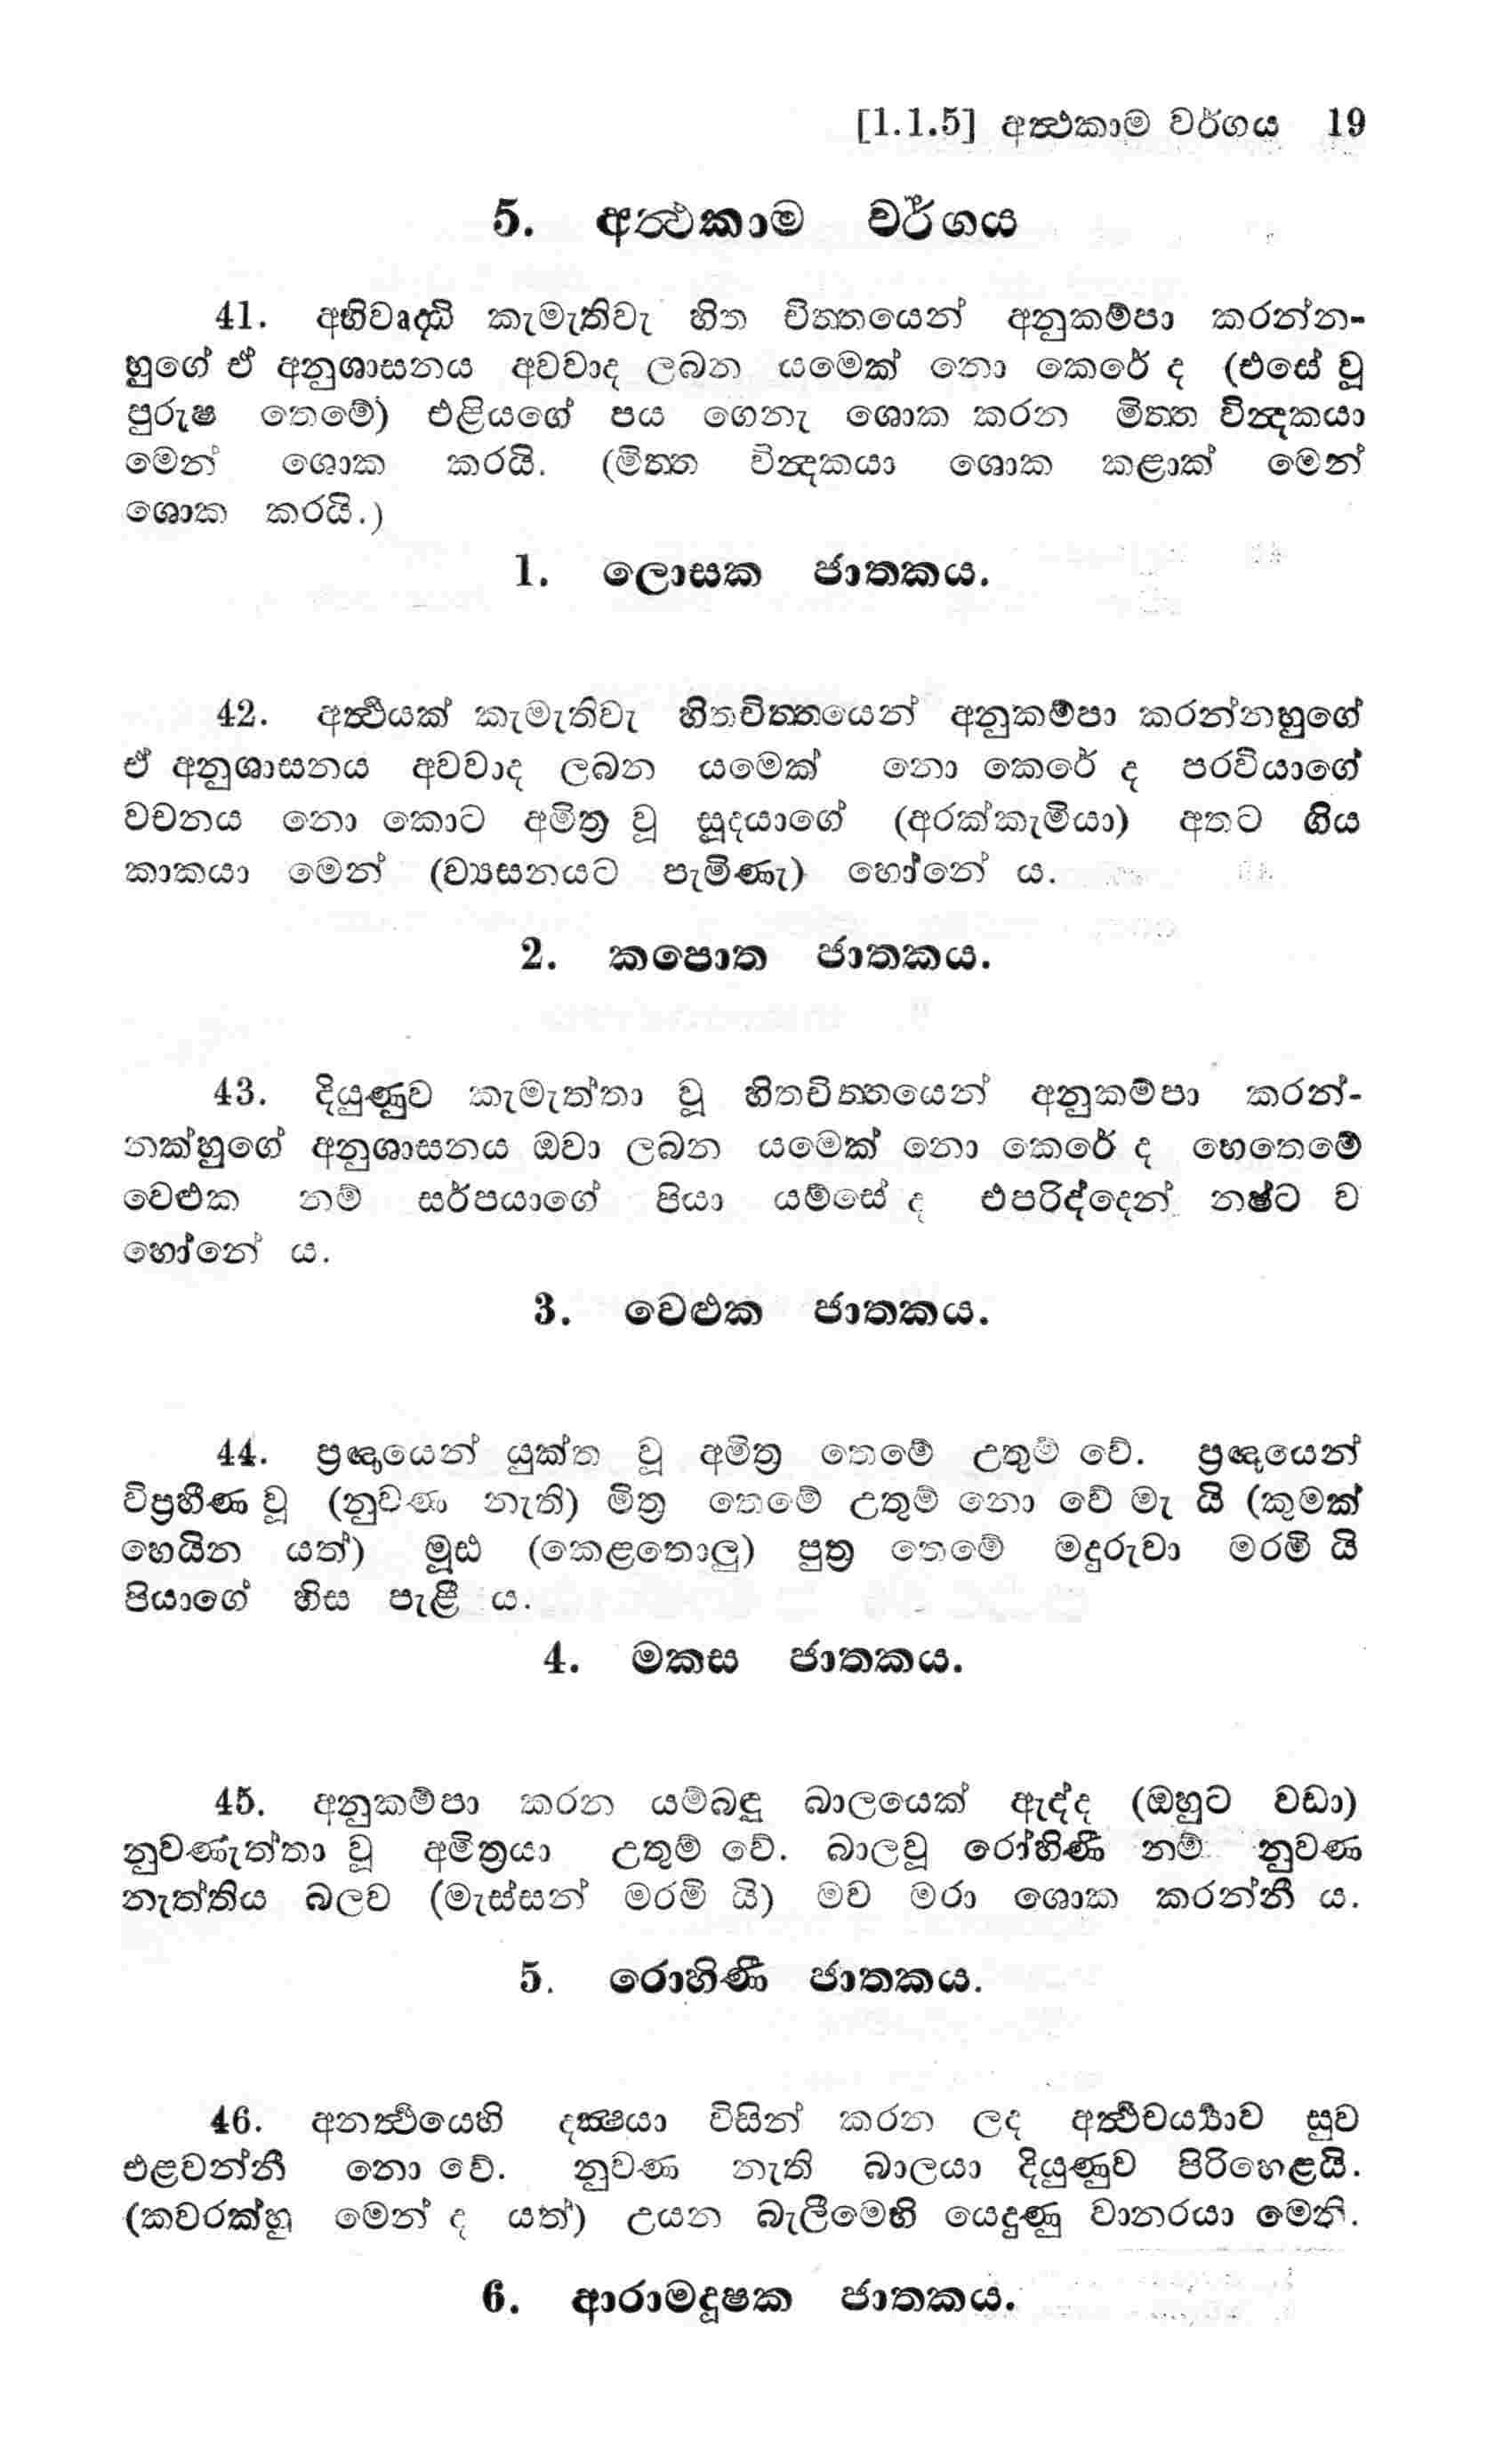 [1.1.5] අත්‍ථකාම වර්ගය 19
5. අත්‍ථකාම වර්ගය
41. අභිවෘද්‍ධි කැමැතිවැ හිත චිත්‍තයෙන් අනුකම්පා කරන්න-
හුගේ ඒ අනුශාසනය අවවාද ලබන යමෙක් නො කෙරේ ද (එසේ වූ
පුරුෂ තෙමේ) එළියගේ පය ගෙනැ ශොක කරන මිත්‍ත වින්‍දකයා
මෙන් ශොක කරයි. (මිත්‍ත වින්‍දකයා ශොක කළාක් මෙන්
ශොක කරයි.)
1. ලොසක ජාතකය.
42. අර්‍ත්‍ථයක් කැමැතිවැ හිතචිත්‍තයෙන් අනුකම්පා කරන්නහුගේ
ඒ අනුශාසනය අවවාද ලබන යමෙක් නො කෙරේ ද පරවියාගේ
වචනය නො කොට අමිත්‍ර වූ සූදයාගේ (අරක්කැමියා) අතට ගිය
කාකයා මෙන් (ව්‍යසනයට පැමිණැ) හෝනේ ය.
2. කපොත ජාතකය.
43. දියුණුව කැමැත්තා වූ හිතචිත්‍තයෙන් අනුකම්පා කරන්-
නක්හුගේ අනුශාසනය ඔවා ලබන යමෙක් නො කෙරේ ද හෙතෙමේ
වෙළුක නම් සර්පයාගේ පියා යම්සේ ද එපරිද්දෙන් නෂ්ට ව
හෝනේ ය.
3. වෙළුක ජාතකය.
44. ප්‍රඥායෙන් යුක්ත වූ අමිත්‍ර තෙමේ උතුම් වේ. ප්‍රඥායෙන්
විප්‍රහීණ වූ (නුවණ නැති) මිත්‍ර තෙමේ උතුම් නො වේ මැ යි (කුමක්
හෙයින යත්) මූඪ (කෙළතොලු) පුත්‍ර තෙමේ මදුරුවා මරමි යි
පියාගේ හිස පැළී ය.
4. මකස ජාතකය.
45. අනුකම්පා කරන යම්බඳු බාලයෙක් ඇද්ද (ඔහුට වඩා)
නුවණැත්තා වූ අමිත්‍රයා උතුම් වේ. බාලවූ රෝහිණී නම් නුවණ
නැත්තිය බලව (මැස්සන් මරමි යි) මව මරා ශොක කරන්නී ය.
5. රොහිණී ජාතකය.
46. අනර්‍ත්‍ථයෙහි දක්‍ෂයා විසින් කරන ලද අර්‍ත්‍ථචර්‍ය්‍යාව සුව
එළවන්නී නො වේ. නුවණ නැති බාලයා දියුණුව පිරිහෙළයි.
(කවරක්හු මෙන් ද යත්) උයන බැලීමෙහි යෙදුණු වානරයා මෙනි.
6. ආරාමදූෂක ජාතකය.